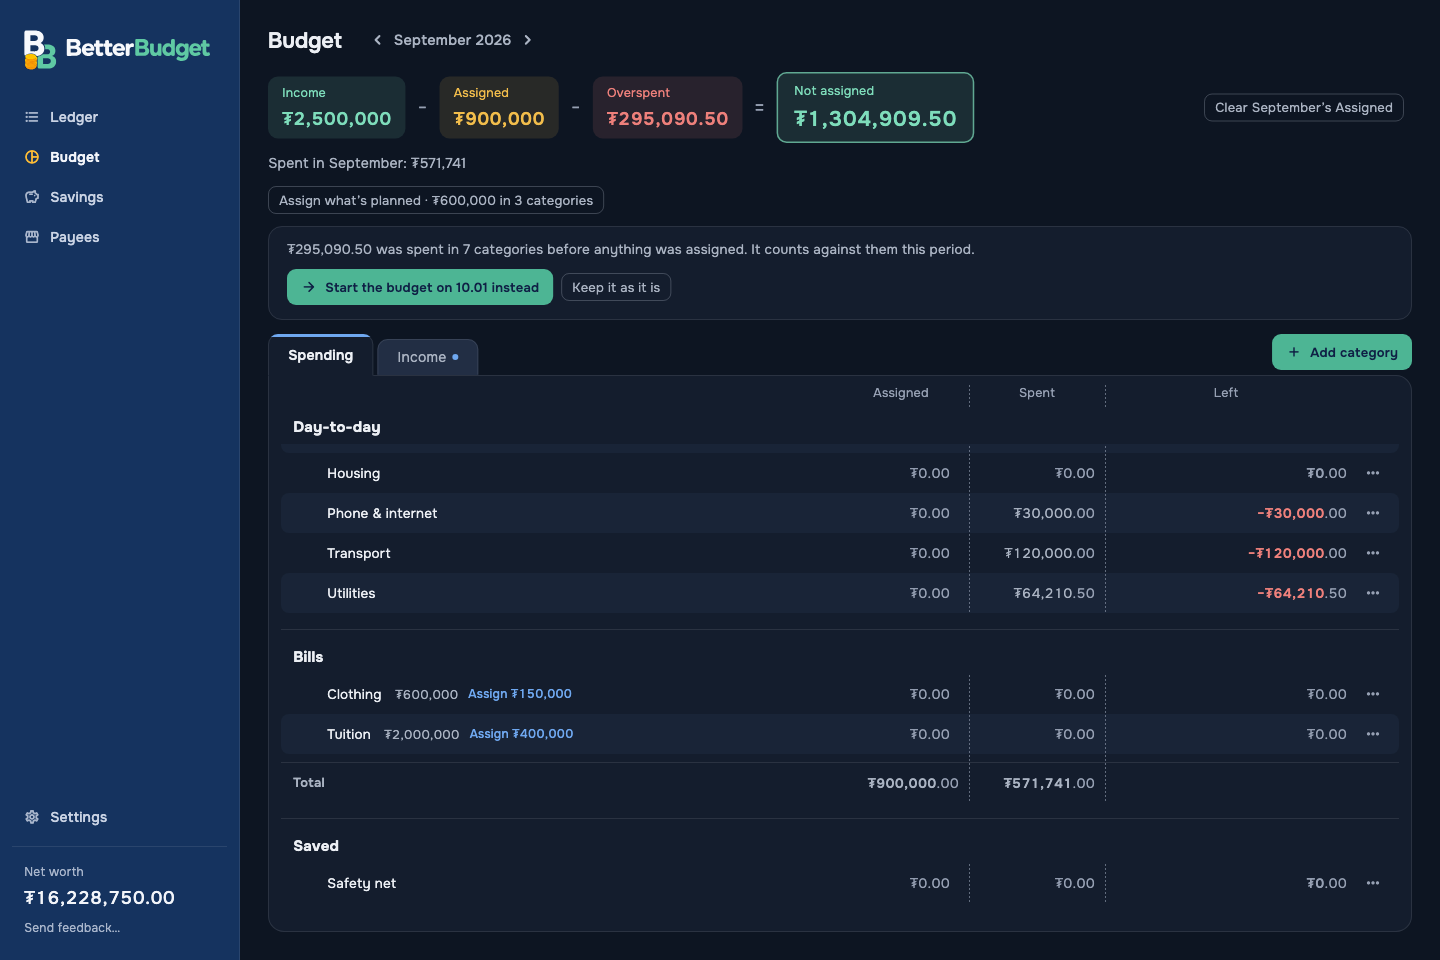 BetterBudget
Ledger
Budget
Savings
Payees
Settings
Net worth
₮16,228,750.00
Send feedback...
Budget
September 2026
Income
₮2,500,000
-
Assigned
₮900,000
-
Overspent
₮295,090.50
=
Not assigned
₮1,304,909.50
Clear September's Assigned
Spent in September: ₮571,741
Assign what's planned · ₮600,000 in 3 categories
₮295,090.50 was spent in 7 categories before anything was assigned. It counts against them this period.
Start the budget on 10.01 instead
Keep it as it is
Spending
Income
Add category
Assigned Spent Left
Day-to-day
Housing ₮0.00 ₮0.00 ₮0.00
Phone & internet ₮0.00 ₮30,000.00 -₮30,000.00
Transport ₮0.00 ₮120,000.00 -₮120,000.00
Utilities ₮0.00 ₮64,210.50 -₮64,210.50
Bills
Clothing ₮600,000 Assign ₮150,000 ₮0.00 ₮0.00 ₮0.00
Tuition ₮2,000,000 Assign ₮400,000 ₮0.00 ₮0.00 ₮0.00
Total ₮900,000.00 ₮571,741.00
Saved
Safety net ₮0.00 ₮0.00 ₮0.00